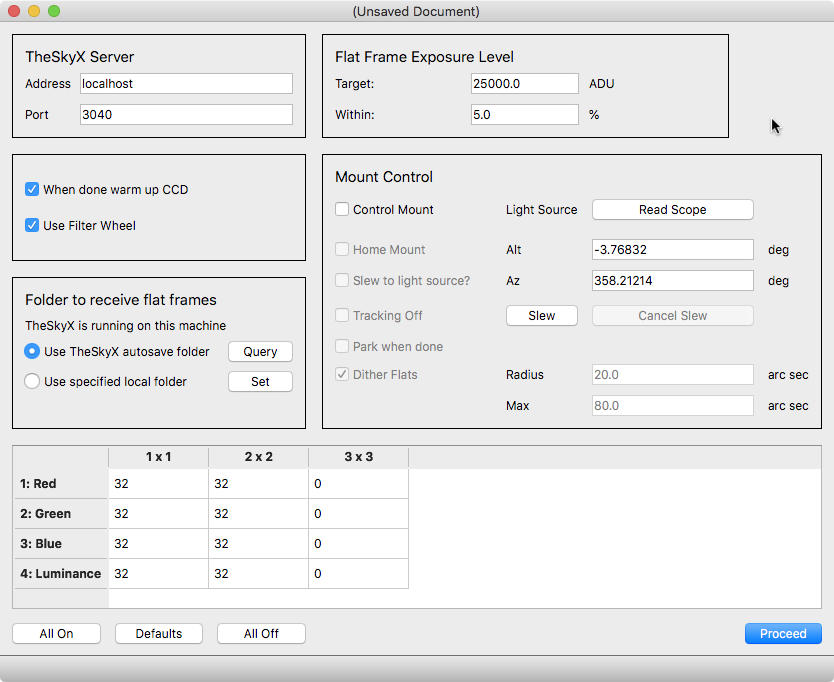 (Unsaved Document)
TheSkyX Server
Address localhost
Port 3040
Flat Frame Exposure Level
Target: 25000.0 ADU
Within: 5.0 %
When done warm up CCD
Use Filter Wheel
Folder to receive flat frames
TheSkyX is running on this machine
Use TheSkyX autosave folder Query
Use specified local folder Set
Mount Control
Control Mount Light Source Read Scope
Home Mount Alt -3.76832 deg
Slew to light source? Az 358.21214 deg
Tracking Off Slew Cancel Slew
Park when done
Dither Flats Radius 20.0 arc sec
Max 80.0 arc sec
1 x 1 2 x 2 3 x 3
1: Red 32 32 0
2: Green 32 32 0
3: Blue 32 32 0
4: Luminance 32 32 0
All On Defaults All Off Proceed